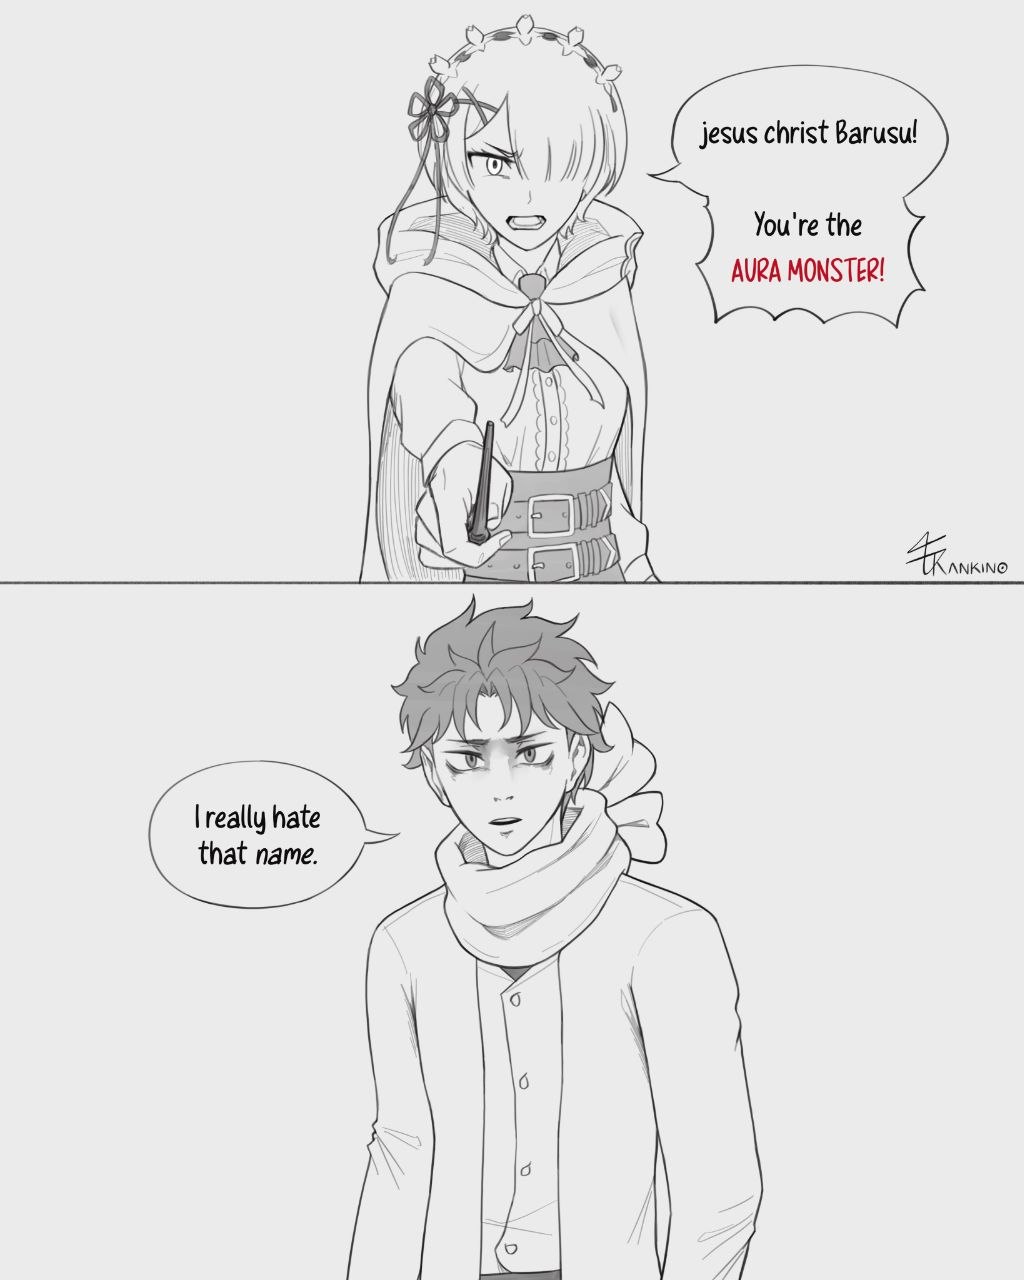 jesus christ Barusu!
You're the
AURA MONSTER!
I really hate
that name.